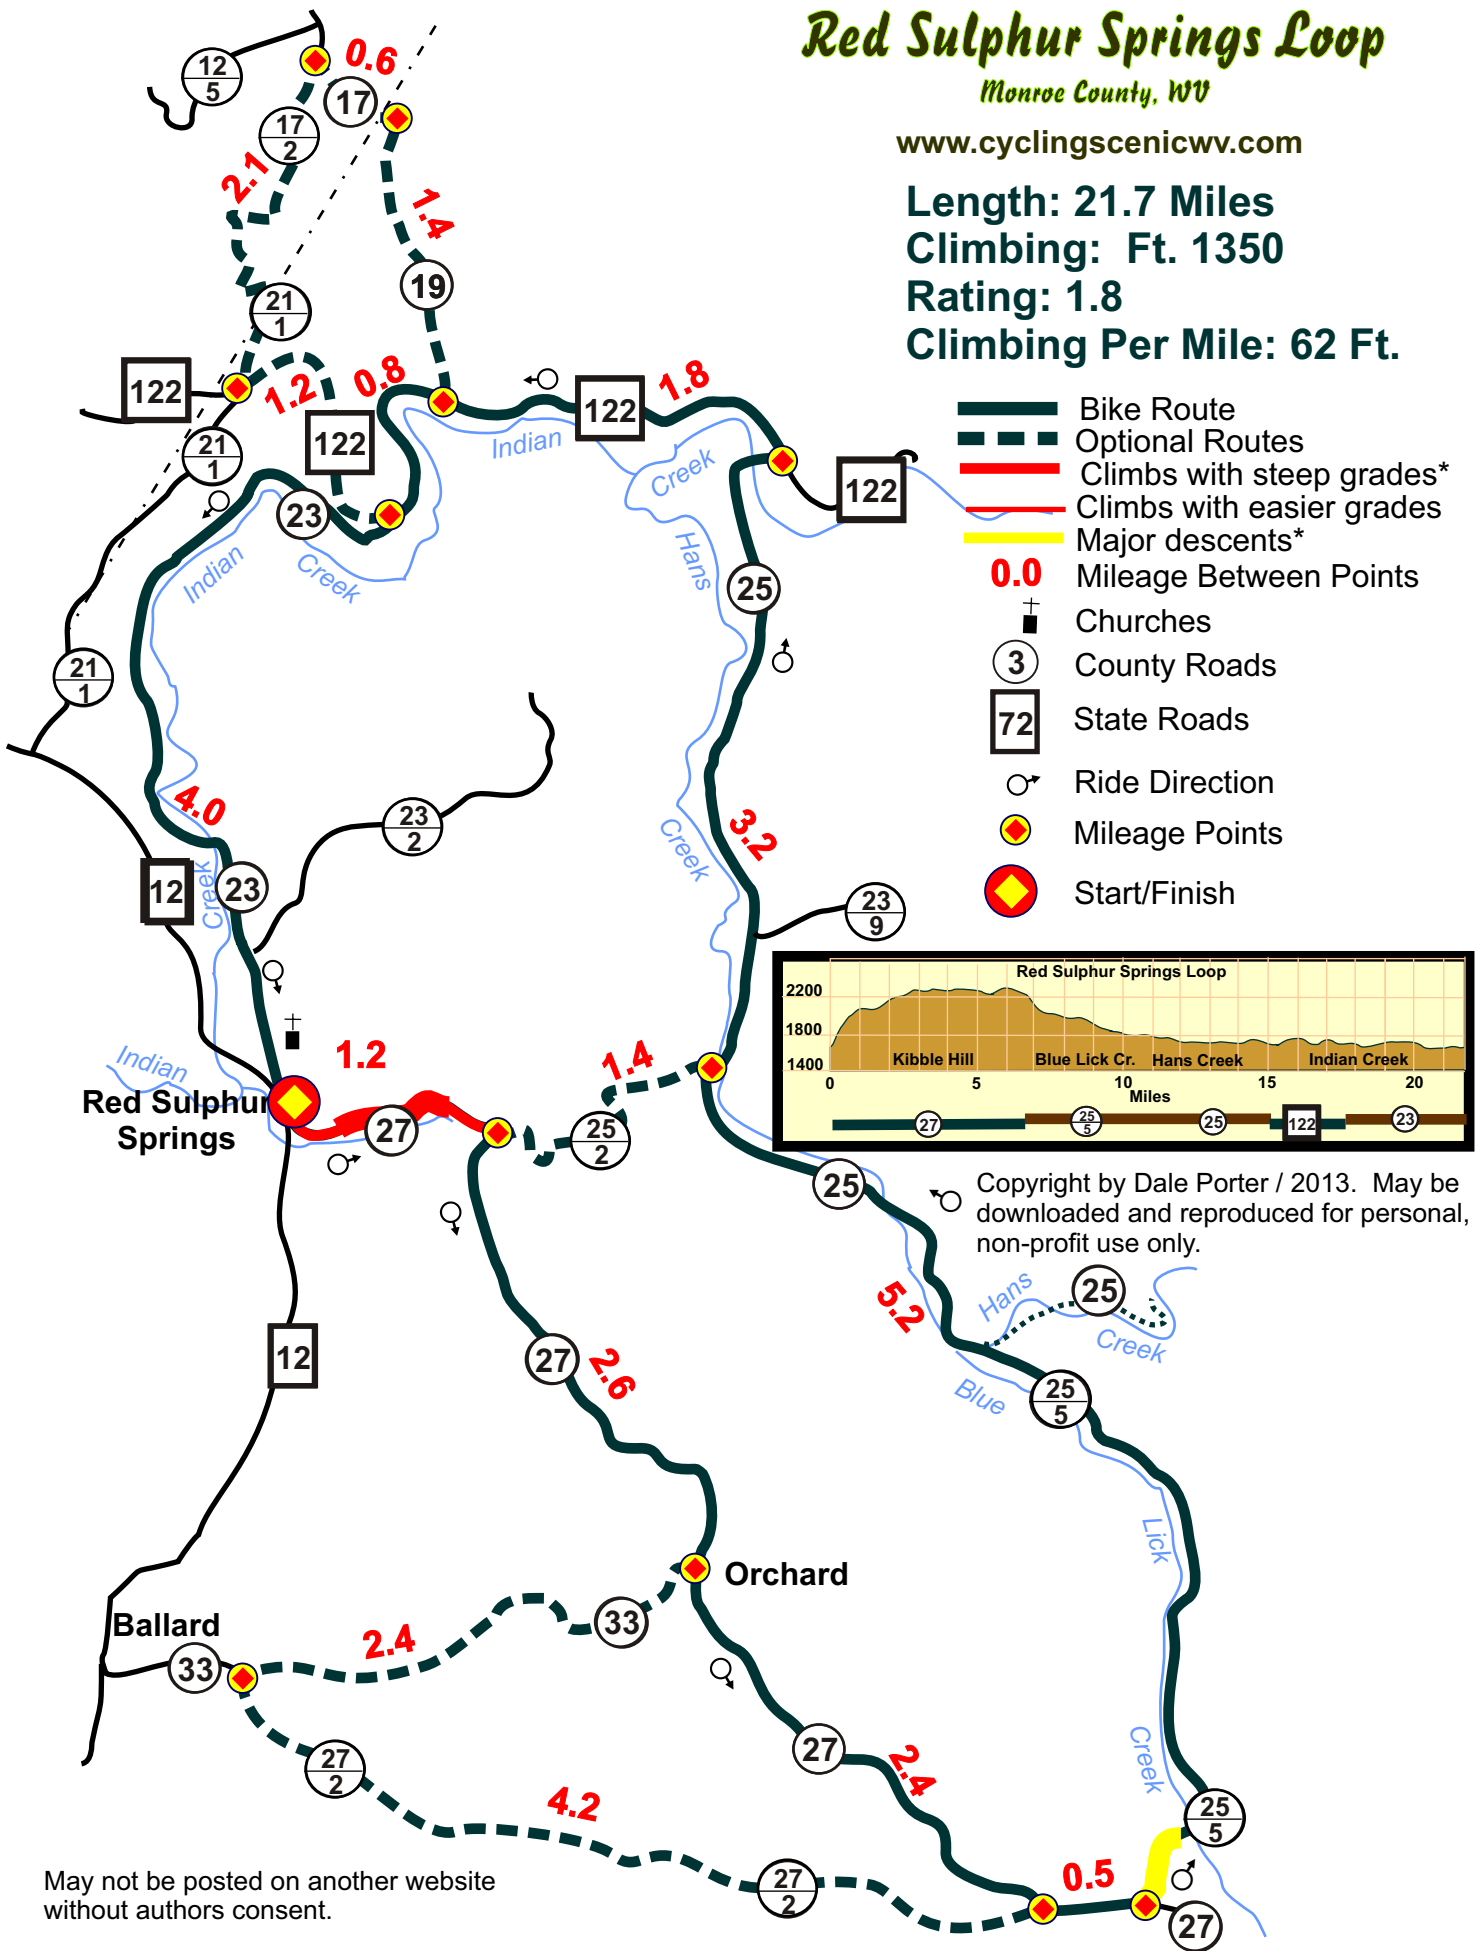 Red Sulphur Springs Loop
Monroe County, WV
www.cyclingscenicwv.com
Length: 21.7 Miles
Climbing: Ft. 1350
Rating: 1.8
Climbing Per Mile: 62 Ft.
Bike Route
Optional Routes
Climbs with steep grades*
Climbs with easier grades
Major descents*
0.0 Mileage Between Points
Churches
3 County Roads
72 State Roads
Ride Direction
Mileage Points
Start/Finish
12
5
0.6
17
17
2
2.1
1.4
19
21
1
122
1.2
0.8
122
122
1.8
Indian
Creek
122
21
1
23
Indian
Creek
Hans
25
21
1
4.0
23
2
3.2
Creek
12
Creek
23
23
9
Red Sulphur Springs Loop
2200
1800
1400
Kibble Hill
Blue Lick Cr.
Hans Creek
Indian Creek
0
5
10
15
20
Miles
27
25
5
25
122
23
Indian
1.2
1.4
Red Sulphur
Springs
27
25
2
25
Copyright by Dale Porter / 2013. May be
downloaded and reproduced for personal,
non-profit use only.
5.2
Hans
25
Creek
12
27
2.6
Blue
25
5
Lick
Orchard
Ballard
33
2.4
33
27
2.4
Creek
27
2
4.2
25
5
27
2
0.5
27
May not be posted on another website
without authors consent.